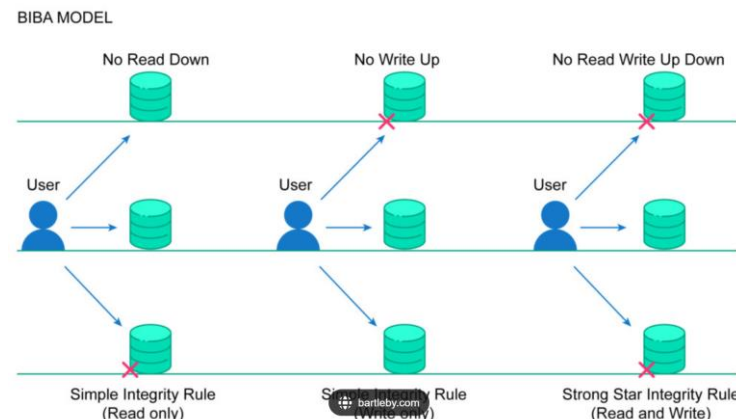 BIBA MODEL
No Read Down
No Write Up
No Read Write Up Down
User
User
User
Simple Integrity Rule
(Read only)
Simple Integrity Rule
(Write only)
Strong Star Integrity Rule
(Read and Write)
bartleby.com